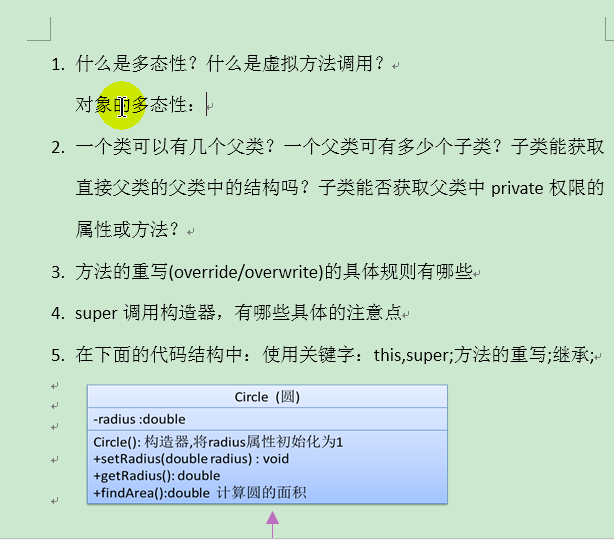 1. 什么是多态性？什么是虚拟方法调用？
对象的多态性：
2. 一个类可以有几个父类？一个父类可有多少个子类？子类能获取
直接父类的父类中的结构吗？子类能否获取父类中 private 权限的
属性或方法？
3. 方法的重写(override/overwrite)的具体规则有哪些
4. super 调用构造器，有哪些具体的注意点
5. 在下面的代码结构中：使用关键字：this,super;方法的重写;继承;
Circle (圆)
-radius :double
Circle(): 构造器,将radius属性初始化为1
+setRadius(double radius) : void
+getRadius(): double
+findArea():double 计算圆的面积